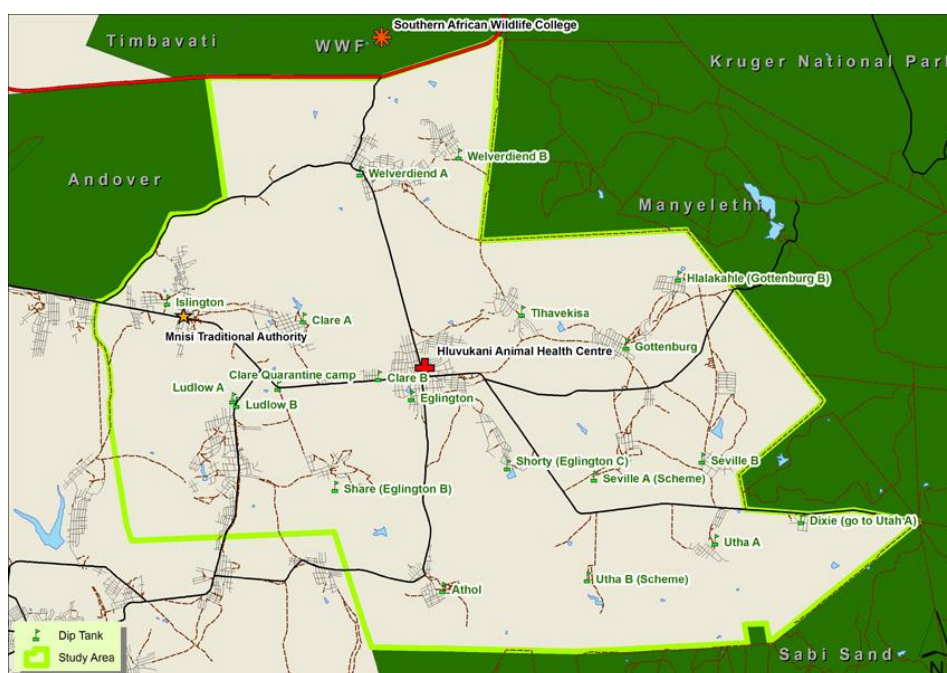 Southern African Wildlife College
Timbavati
WWF
Kruger National Park
Welverdiend B
Welverdiend A
Andover
Manyelethi
Hlalakahle (Gottenburg B)
Islington
Tlhavekisa
Clare A
Mnisi Traditional Authority
Gottenburg
Hluvukani Animal Health Centre
Clare Quarantine camp
Clare B
Ludlow A
Ludlow B
Eglington
Shorty (Eglington C)
Seville B
Seville A (Scheme)
Share (Eglington B)
Dixie (go to Utah A)
Utha A
Utha B (Scheme)
Athol
Dip Tank
Study Area
Sabi Sand
N